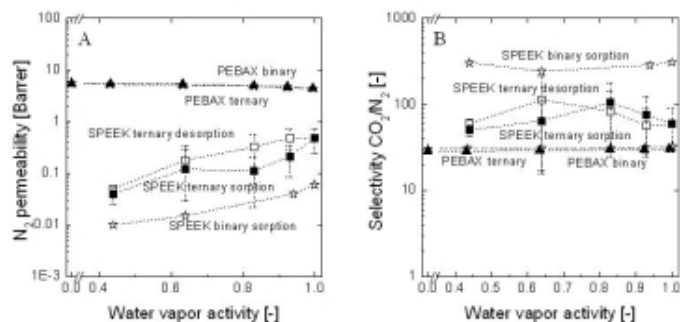 A
N₂ permeability [Barrer]
100
10
1
0.1
0.01
1E-3
PEBAX binary
PEBAX ternary
SPEEK ternary desorption
SPEEK ternary sorption
SPEEK binary sorption
0.0 0.4 0.6 0.8 1.0
Water vapor activity [-]
B
Selectivity CO₂/N₂ [-]
1000
100
10
1
SPEEK binary sorption
SPEEK ternary desorption
SPEEK ternary sorption
PEBAX ternary PEBAX binary
0.0 0.4 0.5 0.6 0.7 0.8 0.9 1.0
Water vapor activity [-]